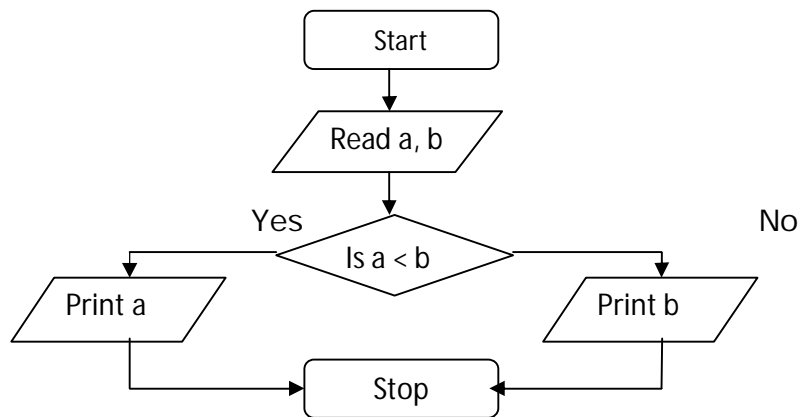 Start
Read a, b
Yes
No
Is a < b
Print a
Print b
Stop